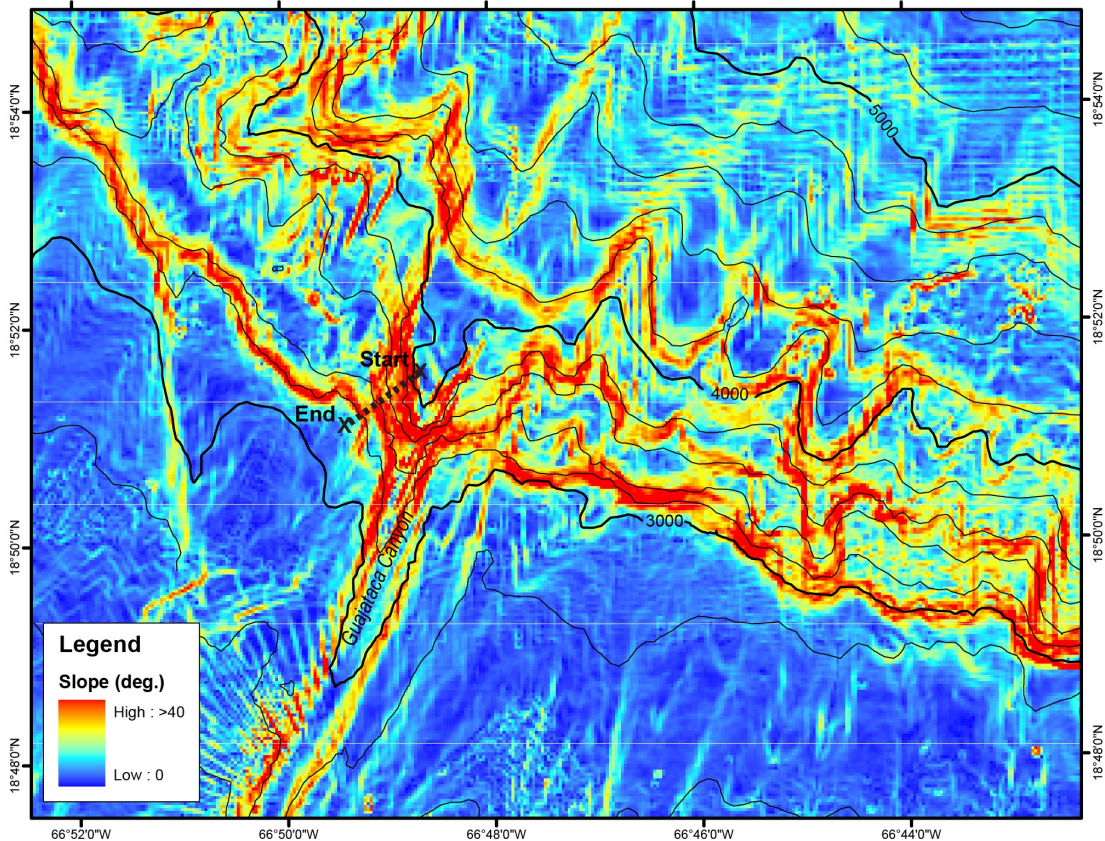 18°54'0"N
18°54'0"N
5000
18°52'0"N
18°52'0"N
Start
End
4000
3000
18°50'0"N
18°50'0"N
Guajataca Canyon
Legend
Slope (deg.)
High : >40
Low : 0
18°48'0"N
18°48'0"N
66°52'0"W
66°50'0"W
66°48'0"W
66°46'0"W
66°44'0"W